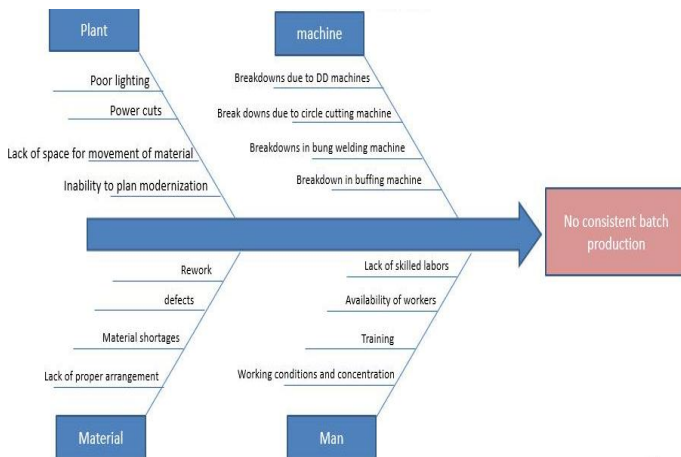 Plant
machine
Poor lighting
Power cuts
Lack of space for movement of material
Inability to plan modernization
Breakdowns due to DD machines
Break downs due to circle cutting machine
Breakdowns in bung welding machine
Breakdown in buffing machine
No consistent batch
production
Rework
defects
Material shortages
Lack of proper arrangement
Lack of skilled labors
Availability of workers
Training
Working conditions and concentration
Material
Man